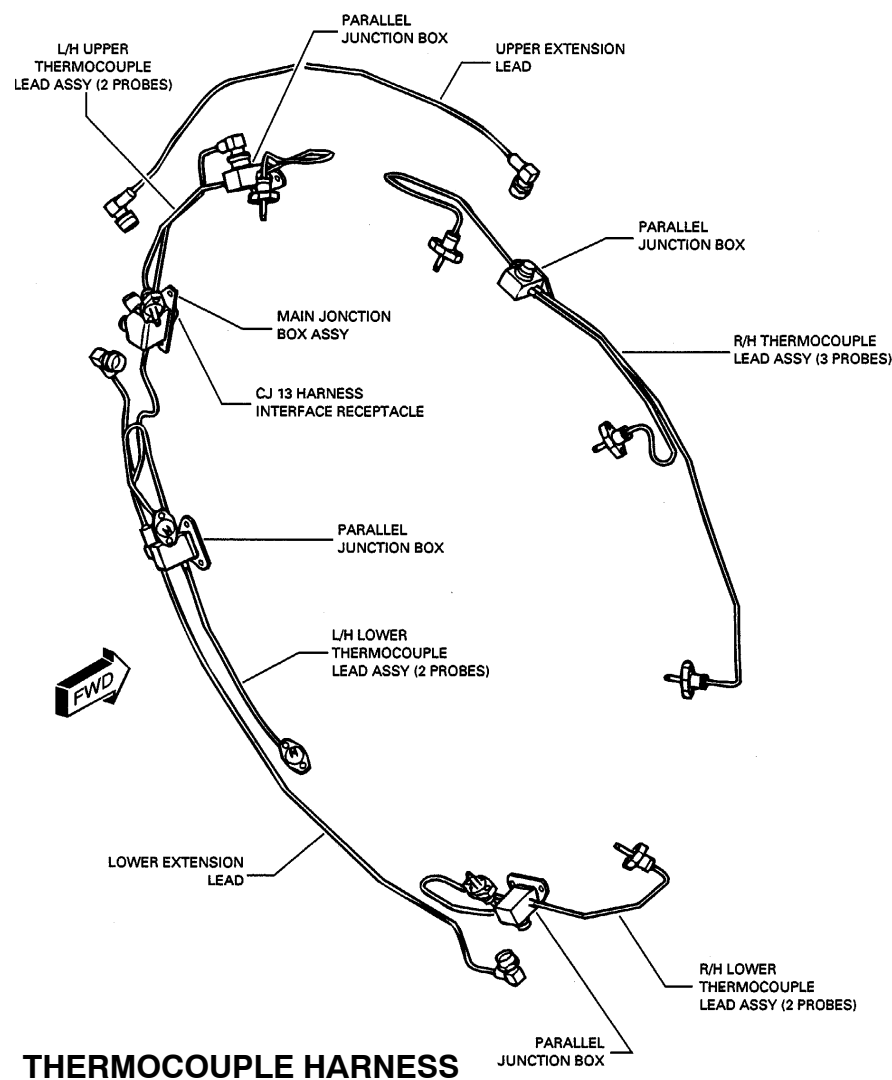 PARALLEL
JUNCTION BOX
L/H UPPER
THERMOCOUPLE
LEAD ASSY (2 PROBES)
UPPER EXTENSION
LEAD
PARALLEL
JUNCTION BOX
MAIN JONCTION
BOX ASSY
R/H THERMOCOUPLE
LEAD ASSY (3 PROBES)
CJ 13 HARNESS
INTERFACE RECEPTACLE
PARALLEL
JUNCTION BOX
L/H LOWER
THERMOCOUPLE
LEAD ASSY (2 PROBES)
FWD
LOWER EXTENSION
LEAD
R/H LOWER
THERMOCOUPLE
LEAD ASSY (2 PROBES)
PARALLEL
JUNCTION BOX
THERMOCOUPLE HARNESS